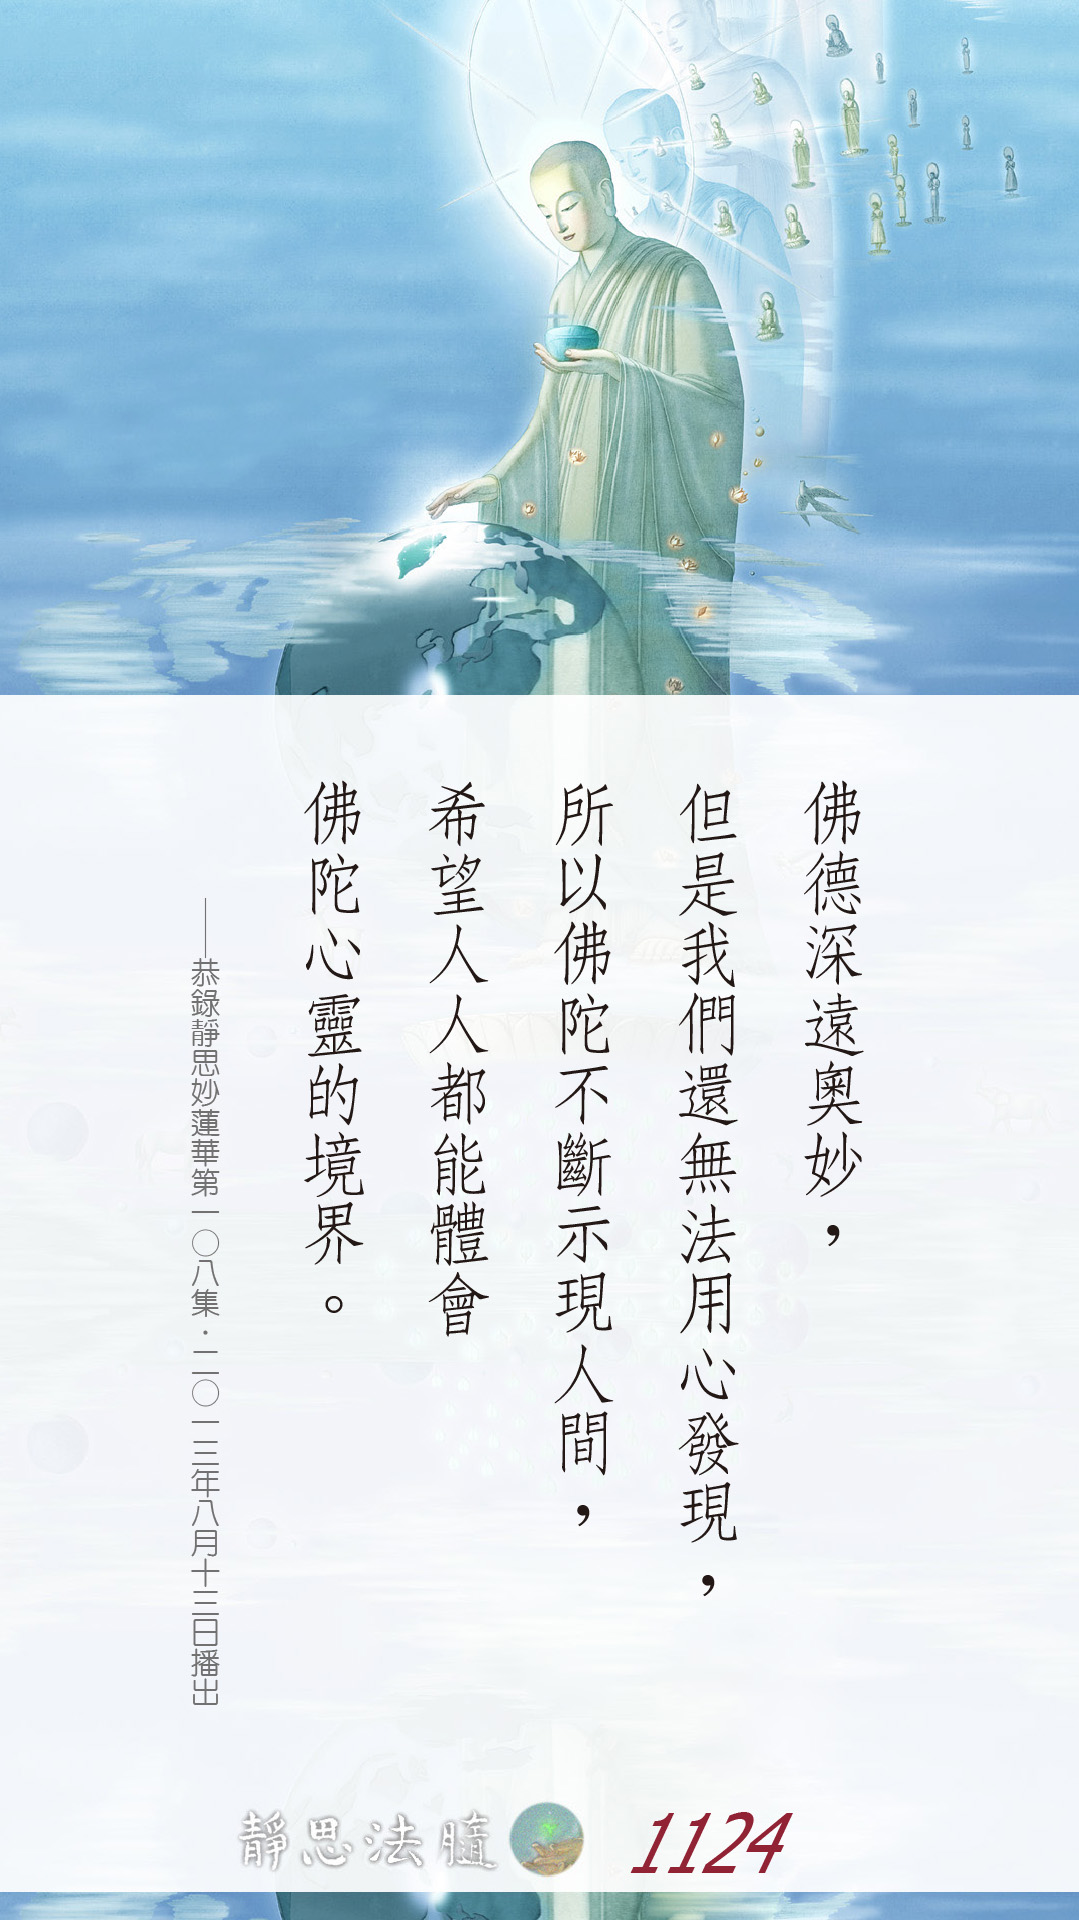 佛德深遠奧妙，
但是我們還無法用心發現，
所以佛陀不斷示現人間，
希望人人都能體會
佛陀心靈的境界。
——恭錄靜思妙蓮華第一〇八集·二〇一三年八月十三日播出
靜思法髓
1124